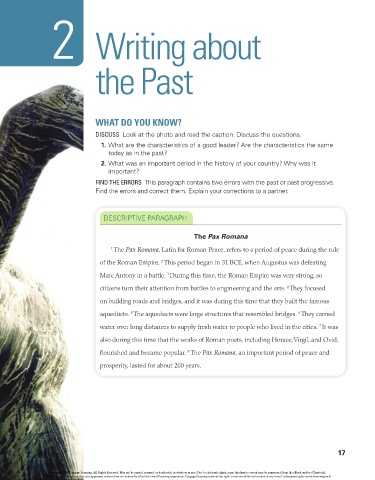 2
Writing about
the Past
WHAT DO YOU KNOW?
DISCUSS Look at the photo and read the caption. Discuss the questions.
1. What are the characteristics of a good leader? Are the characteristics the same
today as in the past?
2. What was an important period in the history of your country? Why was it
important?
FIND THE ERRORS This paragraph contains two errors with the past or past progressive.
Find the errors and correct them. Explain your corrections to a partner.
DESCRIPTIVE PARAGRAPH
The Pax Romana
1 The Pax Romana, Latin for Roman Peace, refers to a period of peace during the rule
of the Roman Empire. 2 This period began in 31 BCE, when Augustus was defeating
Marc Antony in a battle. 3 During this time, the Roman Empire was very strong, so
citizens turn their attention from battles to engineering and the arts. 4 They focused
on building roads and bridges, and it was during this time that they built the famous
aqueducts. 5 The aqueducts were large structures that resembled bridges. 6 They carried
water over long distances to supply fresh water to people who lived in the cities. 7 It was
also during this time that the works of Roman poets, including Horace, Virgil, and Ovid,
flourished and became popular. 8 The Pax Romana, an important period of peace and
prosperity, lasted for about 200 years.
17